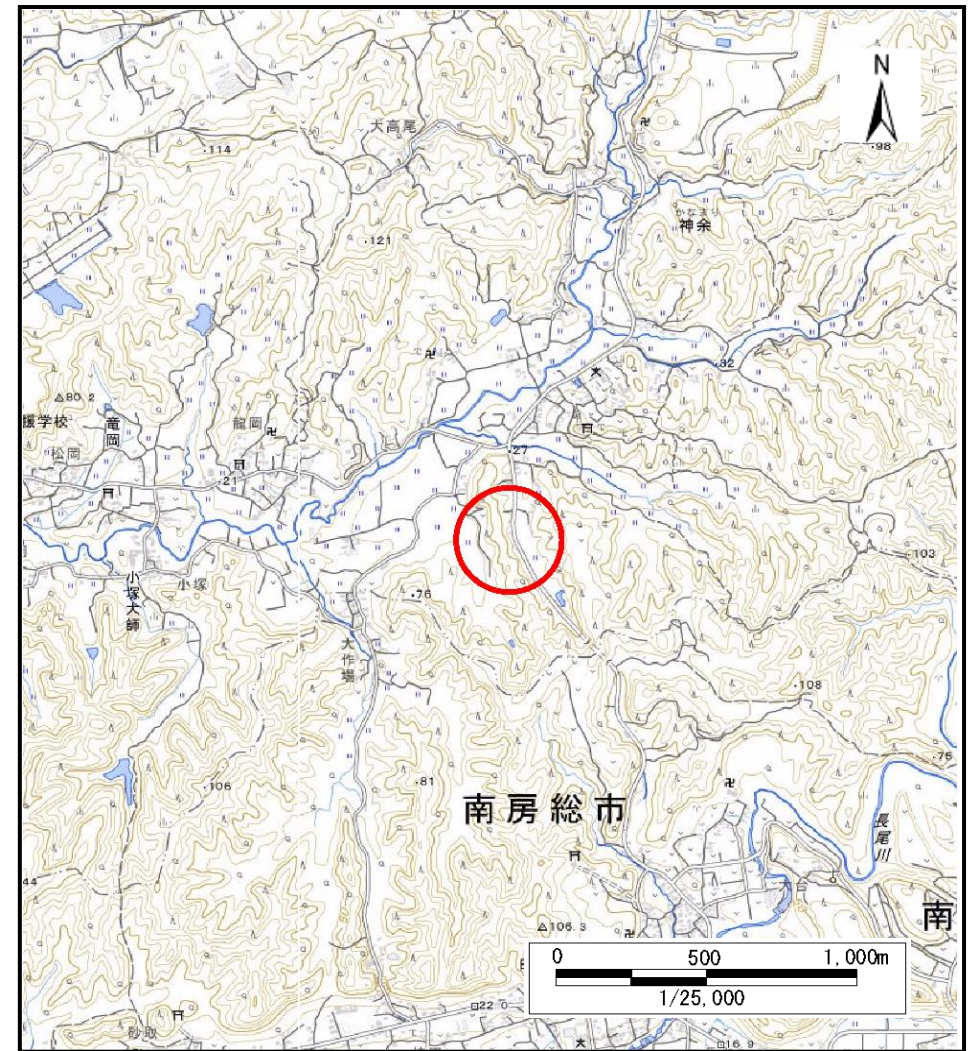 N
大高尾
・114
・98
かなまり
神余
・121
・32
△80.2
援学校
竜岡
龍岡
松岡
・27
・21
・103
小塚
小塚大師
・76
大作場
・108
・76
・81
・106
南房総市
長尾川
44
大台
南
△106.3
0 500 1,000m
1/25,000
□22.0
砂取
□16.9